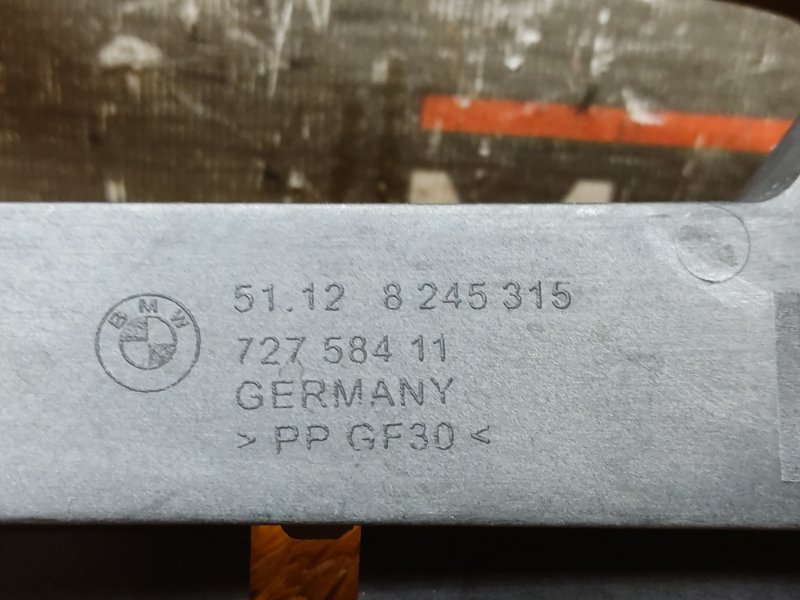 BMW
51.12 8 245 315
727 584 11
GERMANY
> PP GF30 <